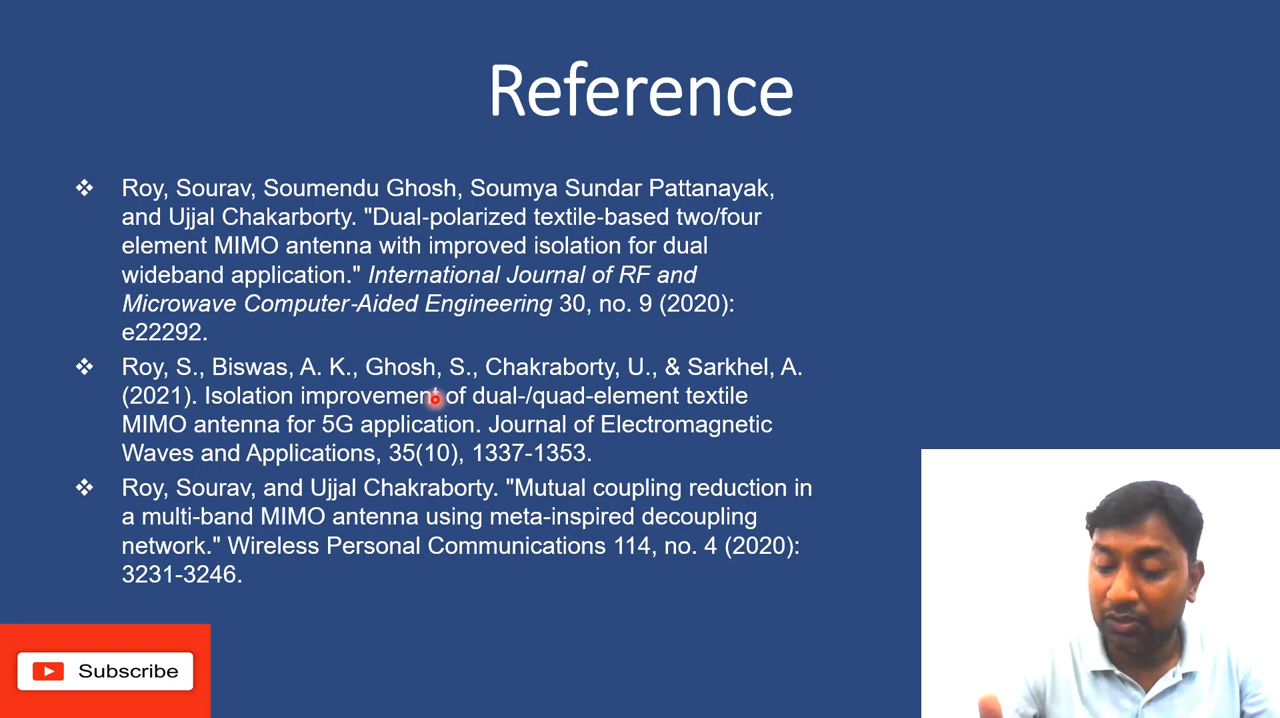 Reference
❖ Roy, Sourav, Soumendu Ghosh, Soumya Sundar Pattanayak,
and Ujjal Chakarborty. "Dual-polarized textile-based two/four
element MIMO antenna with improved isolation for dual
wideband application." International Journal of RF and
Microwave Computer-Aided Engineering 30, no. 9 (2020):
e22292.
❖ Roy, S., Biswas, A. K., Ghosh, S., Chakraborty, U., & Sarkhel, A.
(2021). Isolation improvement of dual-/quad-element textile
MIMO antenna for 5G application. Journal of Electromagnetic
Waves and Applications, 35(10), 1337-1353.
❖ Roy, Sourav, and Ujjal Chakraborty. "Mutual coupling reduction in
a multi-band MIMO antenna using meta-inspired decoupling
network." Wireless Personal Communications 114, no. 4 (2020):
3231-3246.
Subscribe